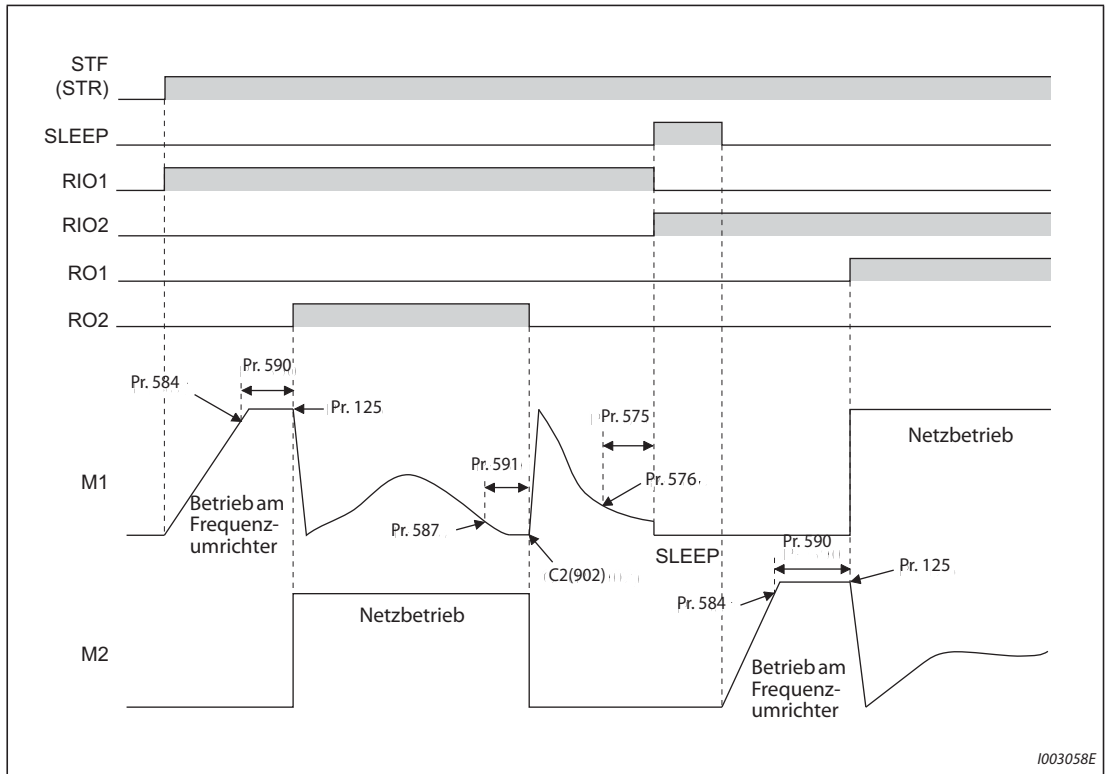 STF
(STR)
SLEEP
RIO1
RIO2
RO1
RO2
Pr. 590
Pr. 584
Pr. 125
Pr. 575
Netzbetrieb
Pr. 591
M1
Pr. 576
Betrieb am
Frequenz-
umrichter
Pr. 587
SLEEP
Pr. 590
C2(902)
Pr. 125
Pr. 584
Netzbetrieb
M2
Betrieb am
Frequenz-
umrichter
I003058E